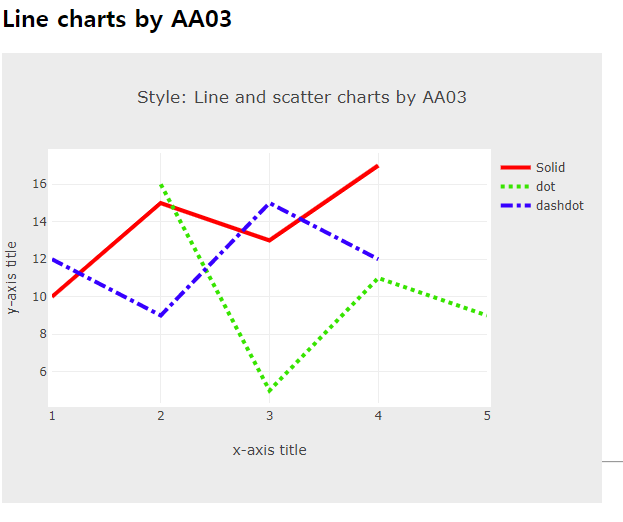 Line charts by AA03
Style: Line and scatter charts by AA03
Solid
dot
dashdot
y-axis title
16
14
12
10
8
6
1 2 3 4 5
x-axis title